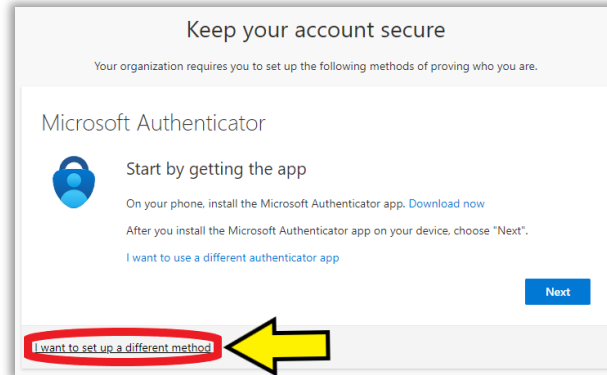 Keep your account secure
Your organization requires you to set up the following methods of proving who you are.
Microsoft Authenticator
Start by getting the app
On your phone, install the Microsoft Authenticator app. Download now
After you install the Microsoft Authenticator app on your device, choose "Next".
I want to use a different authenticator app
Next
I want to set up a different method